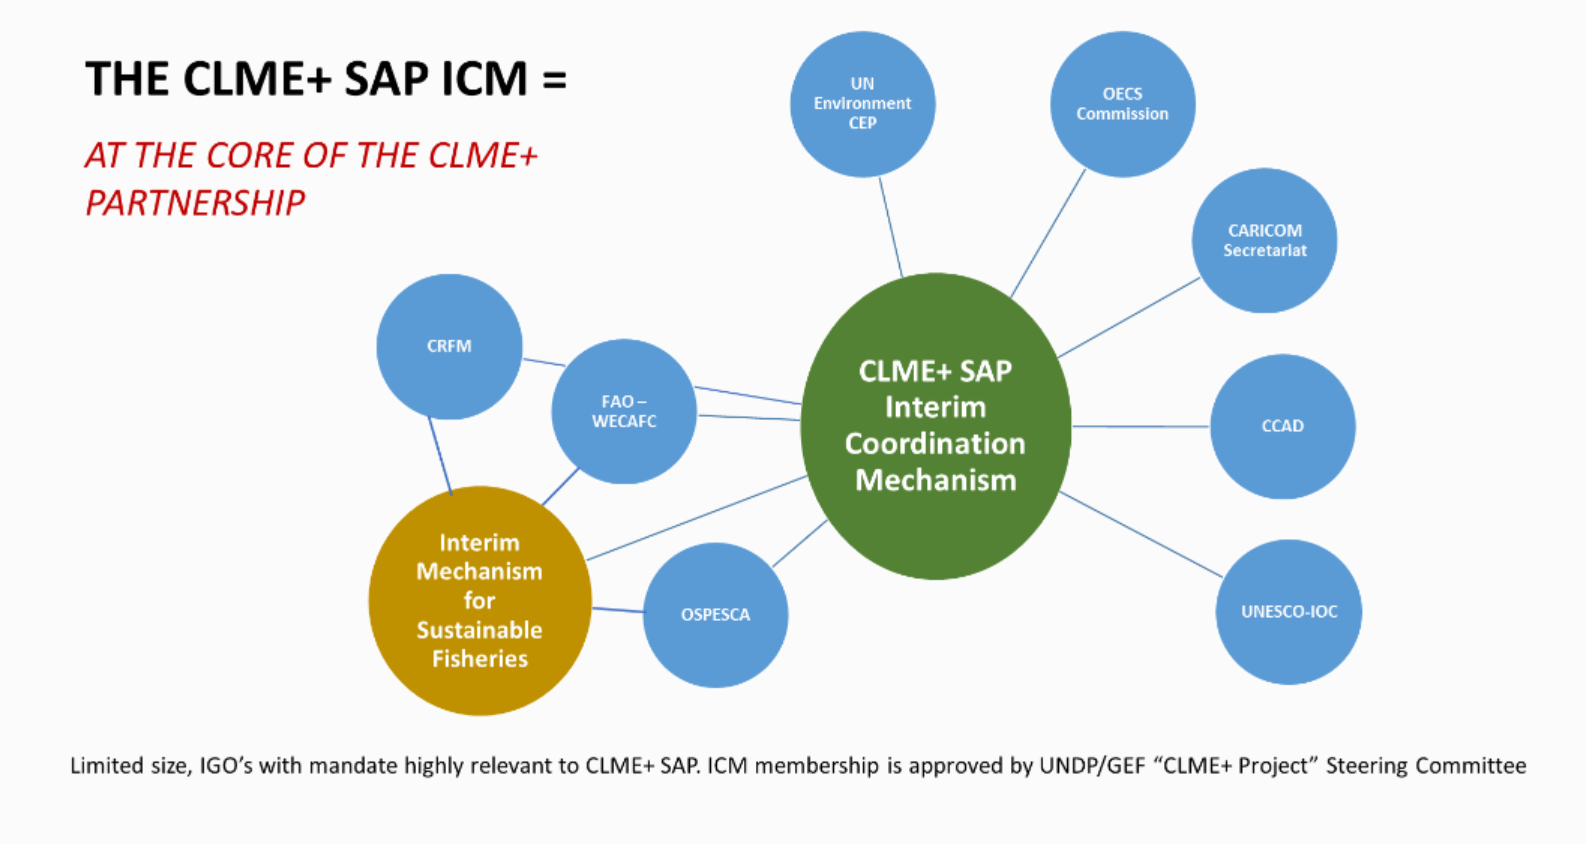 THE CLME+ SAP ICM =
AT THE CORE OF THE CLME+
PARTNERSHIP
UN
Environment
CEP
OECS
Commission
CARICOM
Secretariat
CRFM
FAO –
WECAFC
CLME+ SAP
Interim
Coordination
Mechanism
CCAD
Interim
Mechanism
for
Sustainable
Fisheries
OSPESCA
UNESCO-IOC
Limited size, IGO’s with mandate highly relevant to CLME+ SAP. ICM membership is approved by UNDP/GEF “CLME+ Project” Steering Committee